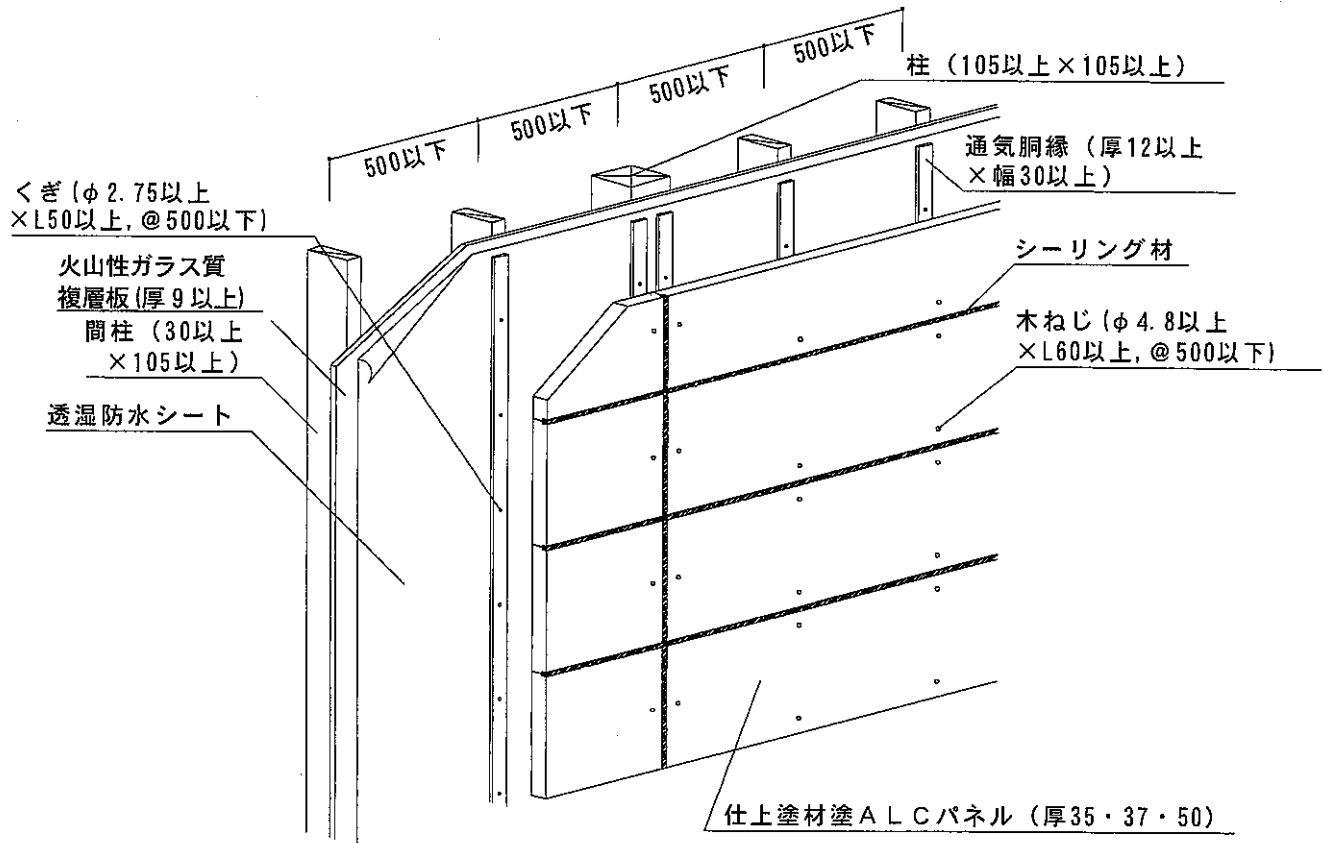 500以下
500以下
500以下
500以下
柱（105以上×105以上）
通気胴縁（厚12以上
×幅30以上）
くぎ(φ2.75以上
×L50以上,@500以下)
火山性ガラス質
複層板(厚9以上)
間柱（30以上
×105以上）
透湿防水シート
シーリング材
木ねじ(φ4.8以上
×L60以上,@500以下)
仕上塗材塗ALCパネル（厚35・37・50）